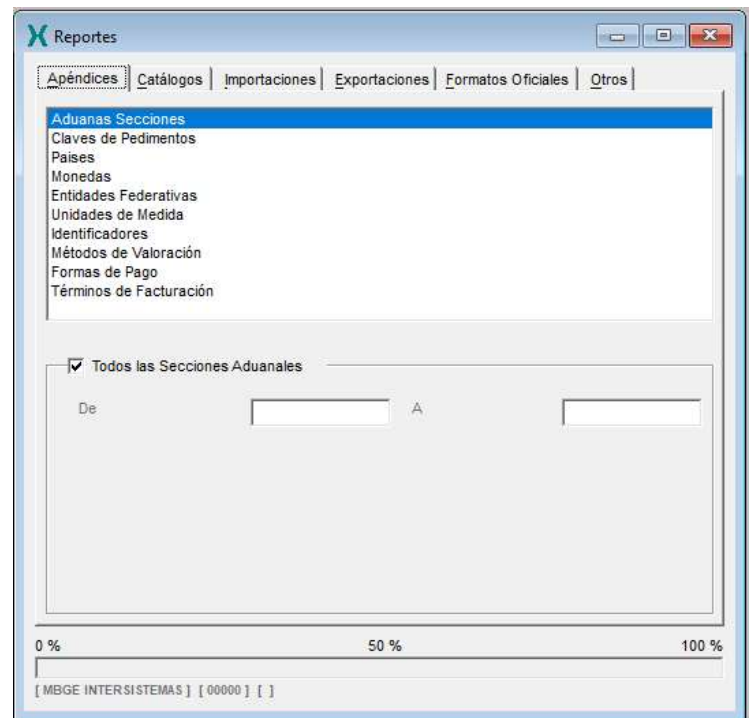 Reportes
Apéndices Catálogos Importaciones Exportaciones Formatos Oficiales Otros
Aduanas Secciones
Claves de Pedimentos
Paises
Monedas
Entidades Federativas
Unidades de Medida
Identificadores
Métodos de Valoración
Formas de Pago
Términos de Facturación
Todos las Secciones Aduanales
De A
0 % 50 % 100 %
[ MBGE INTERSISTEMAS ] [ 00000 ] [ ]